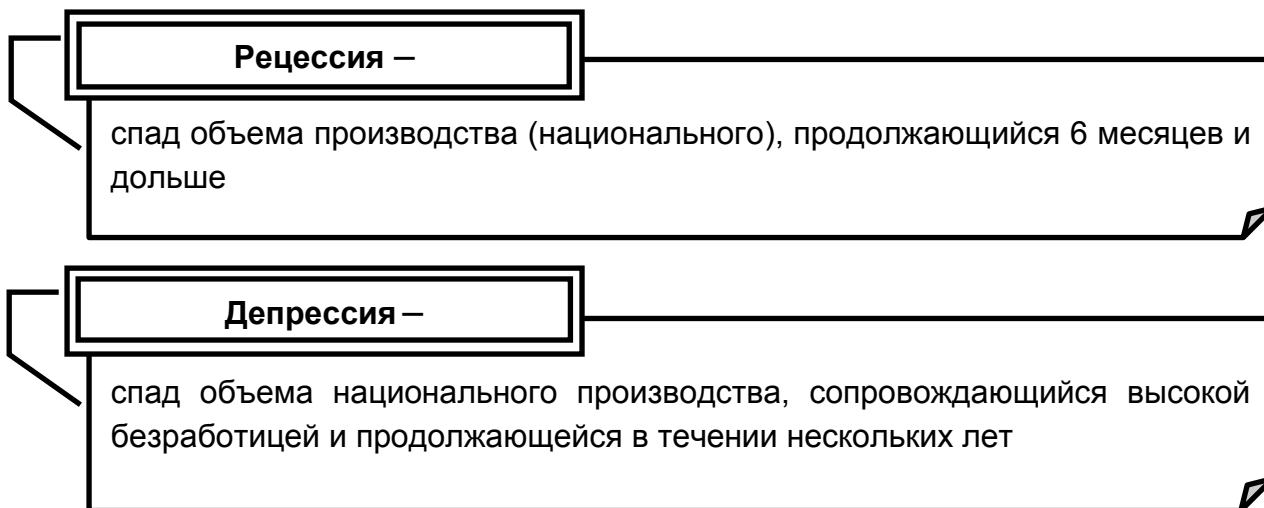 Рецессия –
спад объема производства (национального), продолжающийся 6 месяцев и
дольше
Депрессия –
спад объема национального производства, сопровождающийся высокой
безработицей и продолжающейся в течении нескольких лет